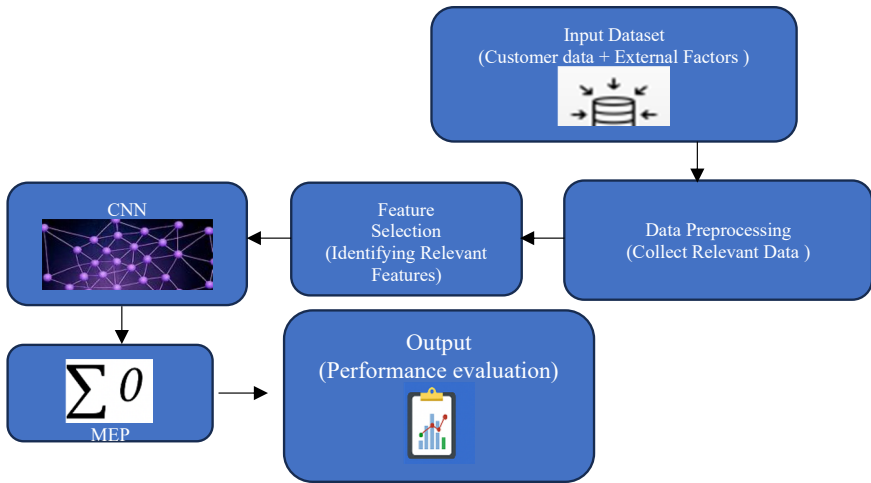 Input Dataset
(Customer data + External Factors )
Data Preprocessing
(Collect Relevant Data )
Feature
Selection
(Identifying Relevant
Features)
CNN
∑ 0
MEP
Output
(Performance evaluation)